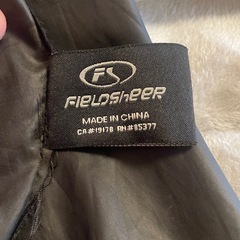 FS
FIELDSHEER
MADE IN CHINA
CA#19178 RN#85377